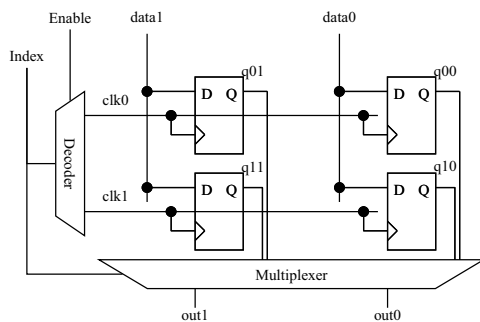 Enable data1 data0
Index
q01 q00
D Q D Q
clk0
Decoder
q11 q10
clk1
D Q D Q
Multiplexer
out1 out0